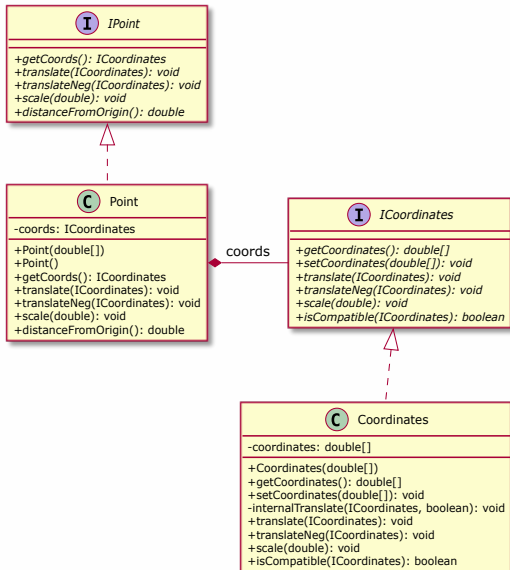 I IPoint
+getCoords(): ICoordinates
+translate(ICoordinates): void
+translateNeg(ICoordinates): void
+scale(double): void
+distanceFromOrigin(): double
C Point
-coords: ICoordinates
+Point(double[])
+Point()
+getCoords(): ICoordinates
+translate(ICoordinates): void
+translateNeg(ICoordinates): void
+scale(double): void
+distanceFromOrigin(): double
coords
I ICoordinates
+getCoordinates(): double[]
+setCoordinates(double[]): void
+translate(ICoordinates): void
+translateNeg(ICoordinates): void
+scale(double): void
+isCompatible(ICoordinates): boolean
C Coordinates
-coordinates: double[]
+Coordinates(double[])
+getCoordinates(): double[]
+setCoordinates(double[]): void
-internalTranslate(ICoordinates, boolean): void
+translate(ICoordinates): void
+translateNeg(ICoordinates): void
+scale(double): void
+isCompatible(ICoordinates): boolean